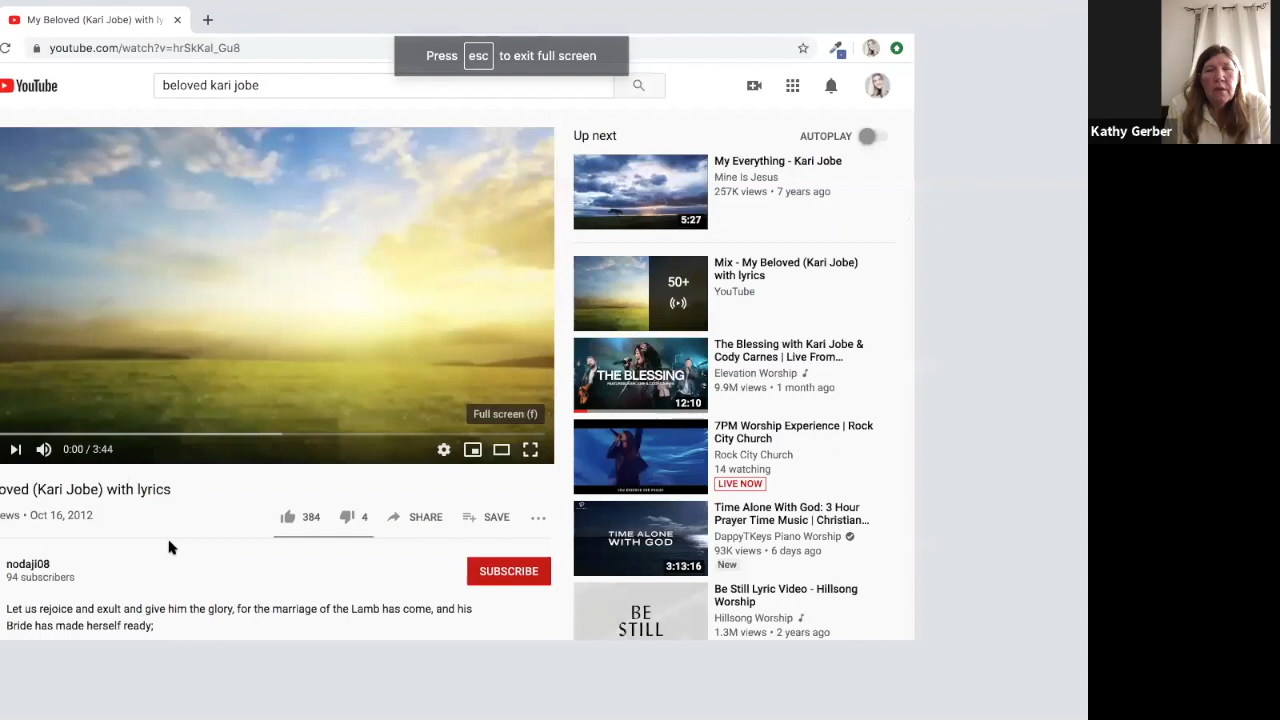 My Beloved (Kari Jobe) with ly
youtube.com/watch?v=hrSkKal_Gu8
Press esc to exit full screen
YouTube
beloved kari jobe
Up next
AUTOPLAY
My Everything - Kari Jobe
Mine Is Jesus
257K views • 7 years ago
5:27
Mix - My Beloved (Kari Jobe)
with lyrics
YouTube
50+
The Blessing with Kari Jobe &
Cody Carnes | Live From...
Elevation Worship
9.9M views • 1 month ago
THE BLESSING
12:10
7PM Worship Experience | Rock
City Church
Rock City Church
14 watching
LIVE NOW
Time Alone With God: 3 Hour
Prayer Time Music | Christian...
DappyTKeys Piano Worship
93K views • 6 days ago
New
TIME ALONE
WITH GOD
3:13:16
Be Still Lyric Video - Hillsong
Worship
Hillsong Worship
1.3M views • 2 years ago
BE
STILL
Full screen (f)
0:00 / 3:44
oved (Kari Jobe) with lyrics
ews • Oct 16, 2012
384
4
SHARE
SAVE
nodaji08
94 subscribers
SUBSCRIBE
Let us rejoice and exult and give him the glory, for the marriage of the Lamb has come, and his
Bride has made herself ready;
Kathy Gerber